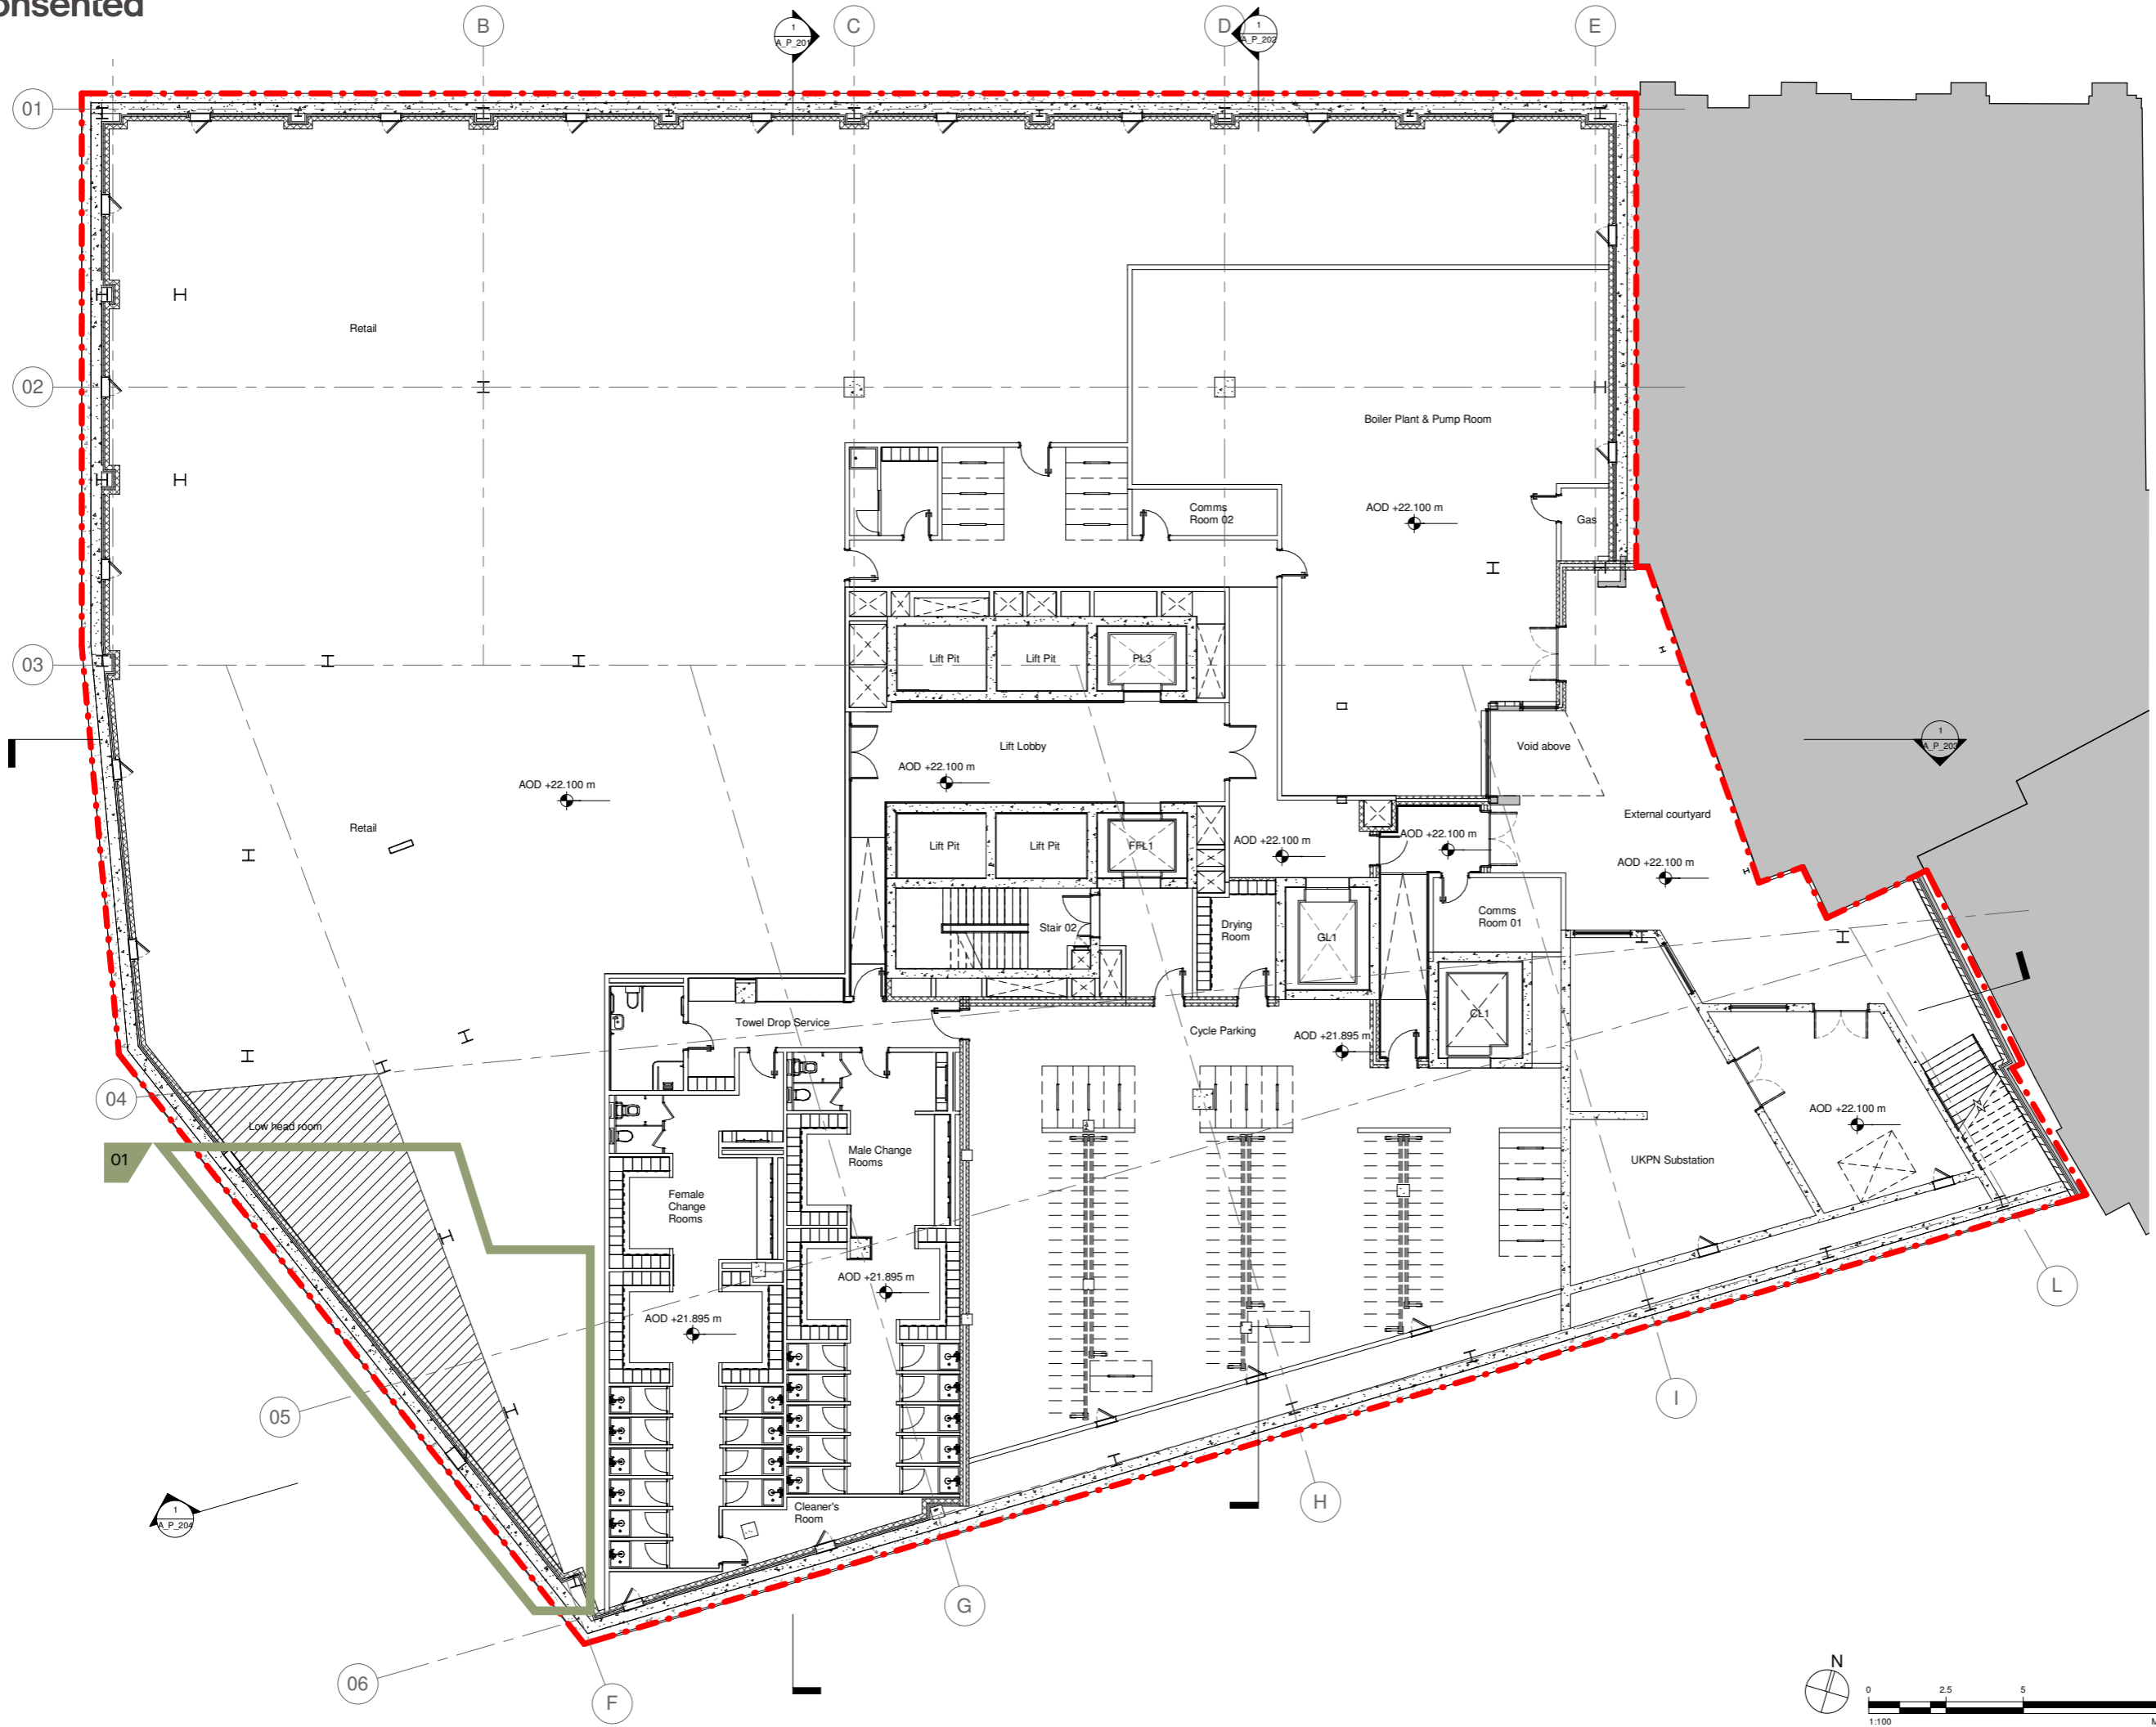 onsented
B
C
D
E
1
A_P_201
1
A_P_202
01
02
Retail
Boiler Plant & Pump Room
AOD +22.100 m
Comms
Room 02
Gas
03
Lift Pit
Lift Pit
PL3
Lift Lobby
AOD +22.100 m
Void above
1
A_P_203
AOD +22.100 m
Retail
External courtyard
AOD +22.100 m
Lift Pit
Lift Pit
FFL1
AOD +22.100 m
AOD +22.100 m
AOD +22.100 m
Stair 02
Drying
Room
GL1
Comms
Room 01
CL1
Towel Drop Service
Cycle Parking
AOD +21.895 m
04
Low head room
01
AOD +22.100 m
Male Change
Rooms
UKPN Substation
Female
Change
Rooms
AOD +21.895 m
AOD +21.895 m
L
05
I
H
1
A_P_204
Cleaner's
Room
G
06
F
N
0
2.5
5
1:100
M